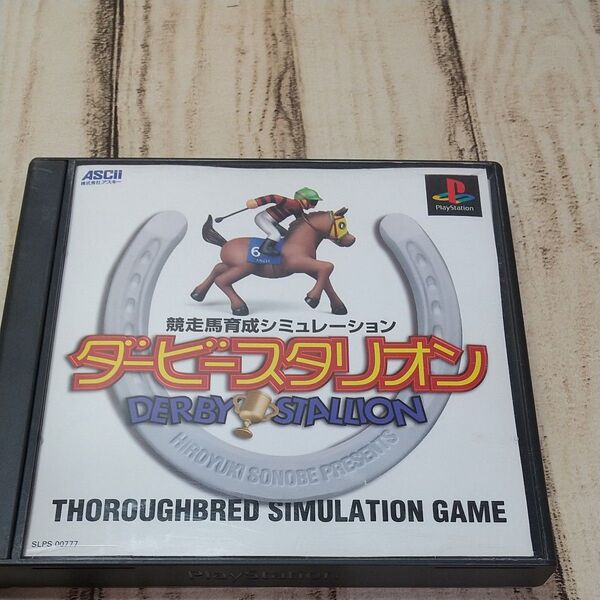 ASCII
株式会社アスキー
PlayStation
6
競走馬育成シミュレーション
ダービースタリオン
DERBY STALLION
HIROYUKI SONOBE PRESENTS
THOROUGHBRED SIMULATION GAME
SLPS 00777
PlayStation